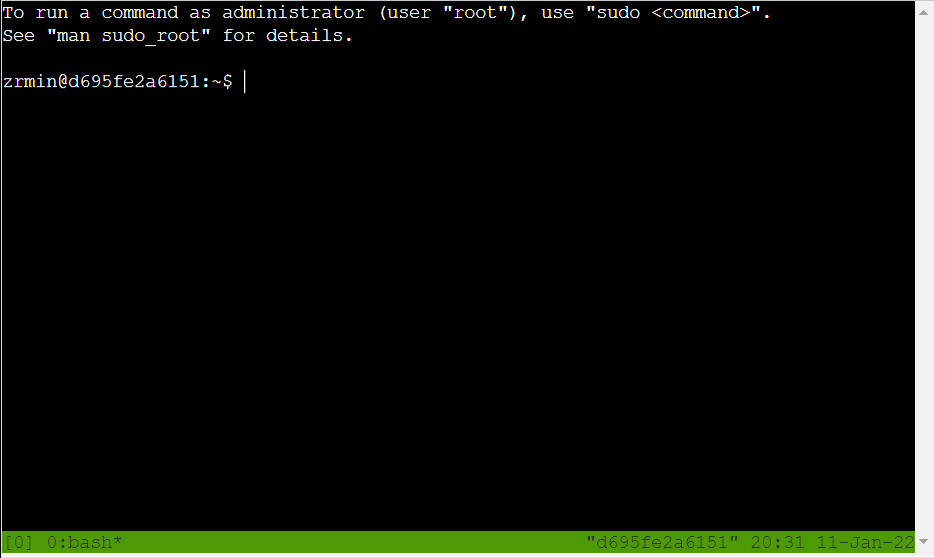 To run a command as administrator (user "root"), use "sudo <command>".
See "man sudo_root" for details.
zrmin@d695fe2a6151:~$
[0] 0:bash* "d695fe2a6151" 20:31 11-Jan-22